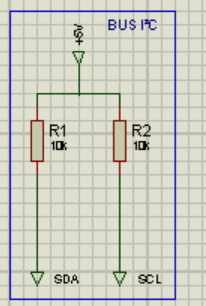 BUS I²C
+5V
R1
10k
R2
10k
SDA
SCL